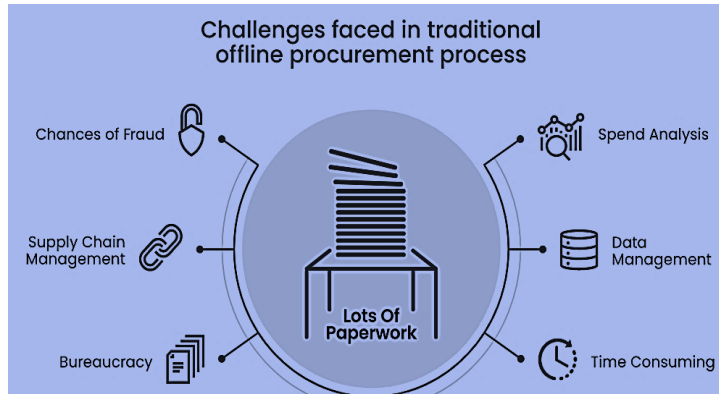 Challenges faced in traditional
offline procurement process
Chances of Fraud
Spend Analysis
Supply Chain
Management
Data
Management
Lots Of
Paperwork
Bureaucracy
Time Consuming